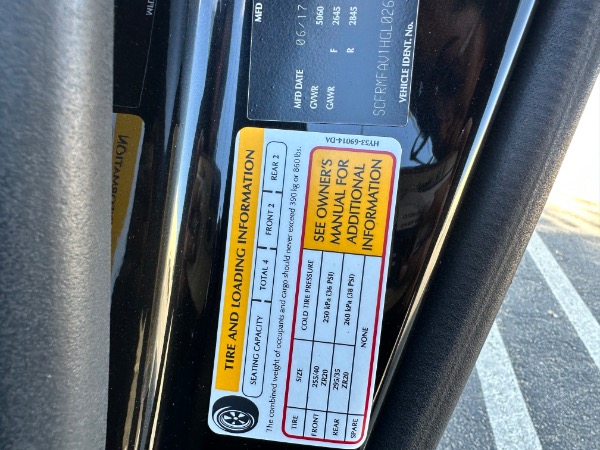 MFD
MFD DATE 06/17
GVWR 5060
GAWR F 2645
R 2845
SCFRMFAV1HGL026
VEHICLE IDENT. No.
HY53-69014-DA
TIRE AND LOADING INFORMATION
SEATING CAPACITY TOTAL 4 FRONT 2 REAR 2
The combined weight of occupants and cargo should never exceed 390 kg or 860 lbs.
TIRE SIZE COLD TIRE PRESSURE
FRONT 255/40 ZR20 250 kPa (36 PSI)
REAR 295/35 ZR20 260 kPa (38 PSI)
SPARE NONE
SEE OWNER'S
MANUAL FOR
ADDITIONAL
INFORMATION